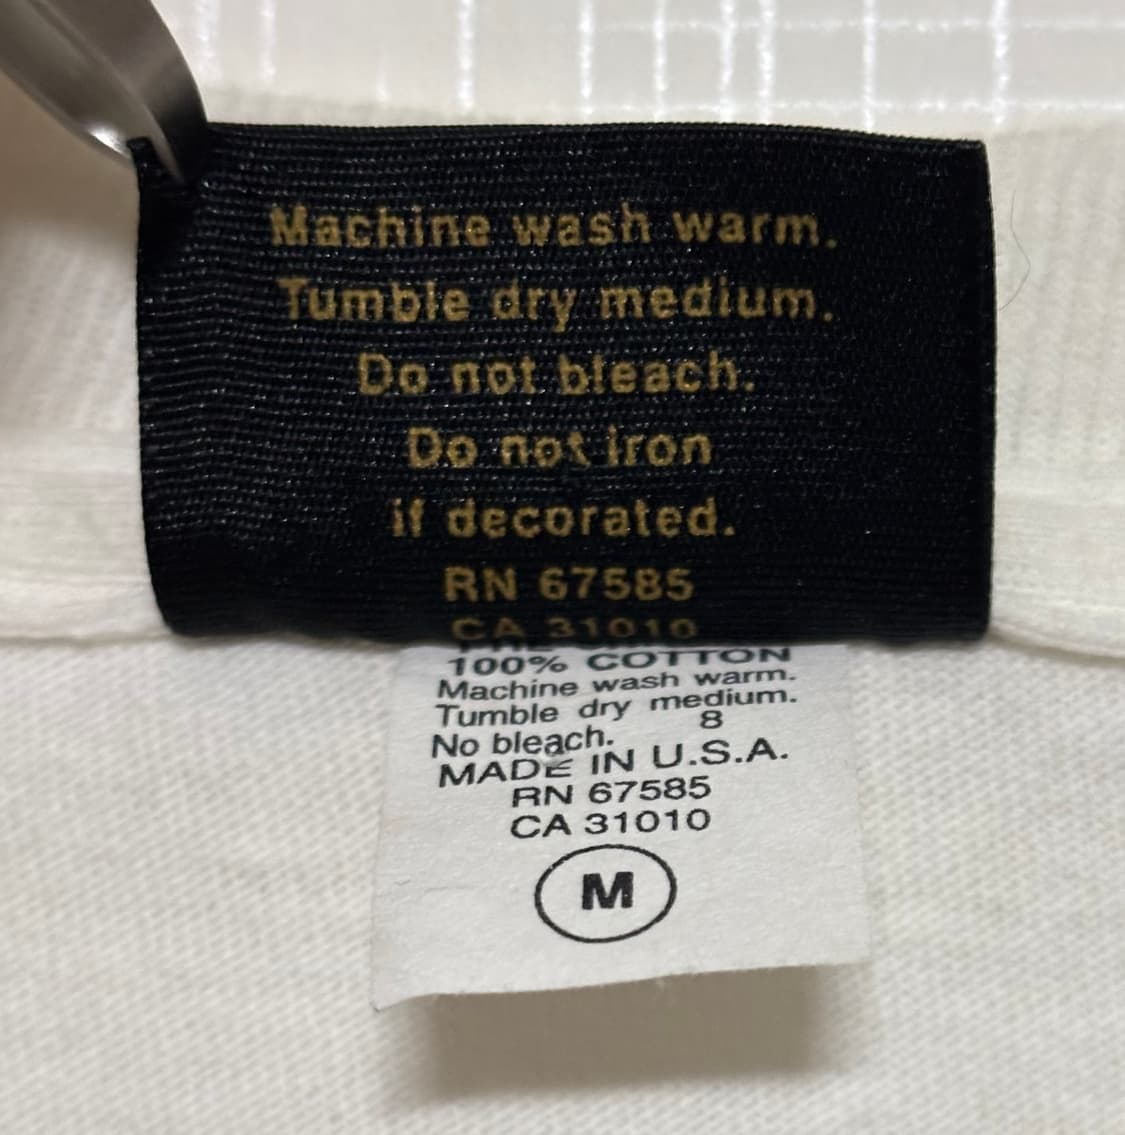 Machine wash warm.
Tumble dry medium.
Do not bleach.
Do not iron
if decorated.
RN 67585
CA 31010
100% COTTON
Machine wash warm.
Tumble dry medium.
8
No bleach.
MADE IN U.S.A.
RN 67585
CA 31010
M